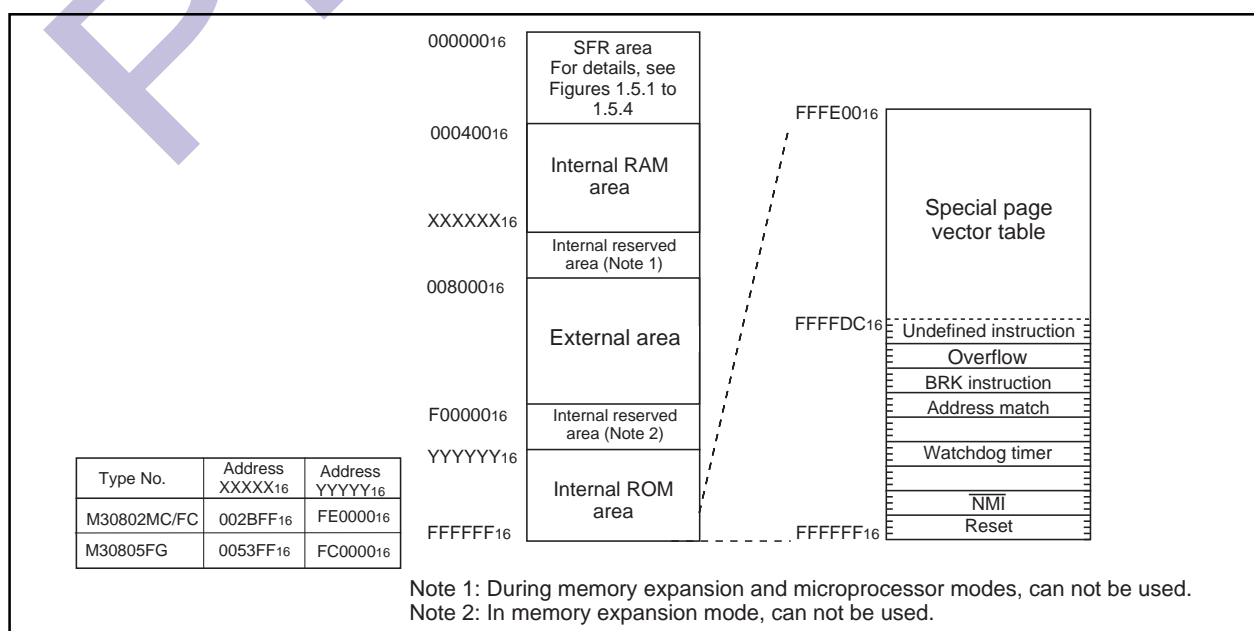 000000₁₆
SFR area
For details, see
Figures 1.5.1 to
1.5.4
000400₁₆
Internal RAM
area
XXXXXX₁₆
Internal reserved
area (Note 1)
008000₁₆
External area
F00000₁₆
Internal reserved
area (Note 2)
YYYYYY₁₆
Internal ROM
area
FFFFFF₁₆
FFFE00₁₆
Special page
vector table
FFFFDC₁₆
Undefined instruction
Overflow
BRK instruction
Address match
Watchdog timer
NMI
Reset
FFFFFF₁₆
Type No. Address XXXXX₁₆ Address YYYYY₁₆
M30802MC/FC 002BFF₁₆ FE0000₁₆
M30805FG 0053FF₁₆ FC0000₁₆
Note 1: During memory expansion and microprocessor modes, can not be used.
Note 2: In memory expansion mode, can not be used.